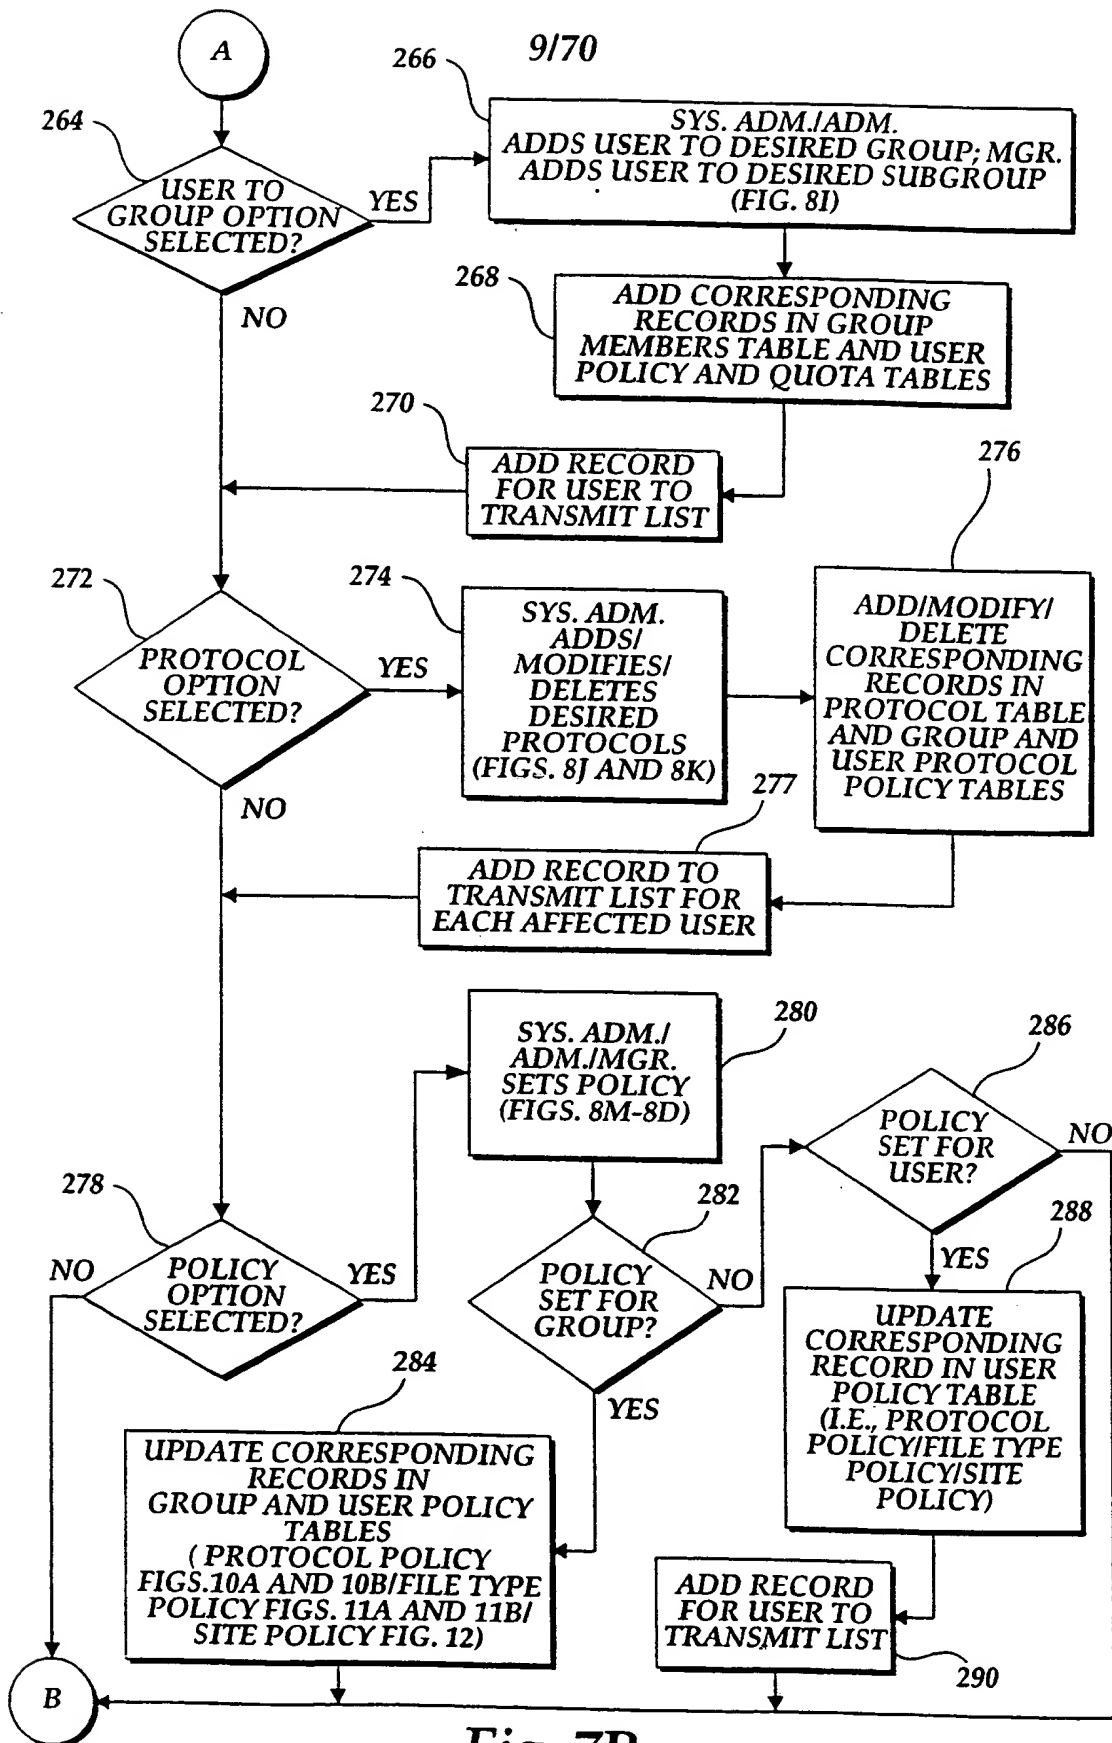 A
9/70
266
264
SYS. ADM./ADM.
ADDS USER TO DESIRED GROUP; MGR.
ADDS USER TO DESIRED SUBGROUP
(FIG. 8I)
USER TO
GROUP OPTION
SELECTED?
YES
NO
268
ADD CORRESPONDING
RECORDS IN GROUP
MEMBERS TABLE AND USER
POLICY AND QUOTA TABLES
270
ADD RECORD
FOR USER TO
TRANSMIT LIST
276
272
PROTOCOL
OPTION
SELECTED?
YES
NO
274
SYS. ADM.
ADDS/
MODIFIES/
DELETES
DESIRED
PROTOCOLS
(FIGS. 8J AND 8K)
ADD/MODIFY/
DELETE
CORRESPONDING
RECORDS IN
PROTOCOL TABLE
AND GROUP AND
USER PROTOCOL
POLICY TABLES
277
ADD RECORD TO
TRANSMIT LIST FOR
EACH AFFECTED USER
280
SYS. ADM./
ADM./MGR.
SETS POLICY
(FIGS. 8M-8D)
286
POLICY
SET FOR
USER?
NO
YES
278
NO
POLICY
OPTION
SELECTED?
YES
282
POLICY
SET FOR
GROUP?
NO
YES
288
UPDATE
CORRESPONDING
RECORD IN USER
POLICY TABLE
(I.E., PROTOCOL
POLICY/FILE TYPE
POLICY/SITE
POLICY)
284
UPDATE CORRESPONDING
RECORDS IN
GROUP AND USER POLICY
TABLES
( PROTOCOL POLICY
FIGS.10A AND 10B/FILE TYPE
POLICY FIGS. 11A AND 11B/
SITE POLICY FIG. 12)
ADD RECORD
FOR USER TO
TRANSMIT LIST
290
B
Fig. 7B